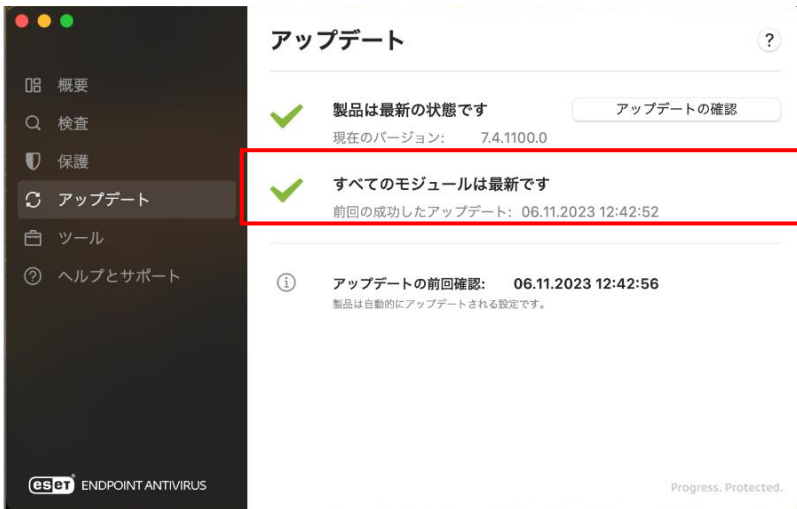 アップデート
?
概要
検査
保護
アップデート
ツール
ヘルプとサポート
製品は最新の状態です
アップデートの確認
現在のバージョン: 7.4.1100.0
すべてのモジュールは最新です
前回の成功したアップデート: 06.11.2023 12:42:52
アップデートの前回確認: 06.11.2023 12:42:56
製品は自動的にアップデートされる設定です。
eseT ENDPOINT ANTIVIRUS
Progress. Protected.